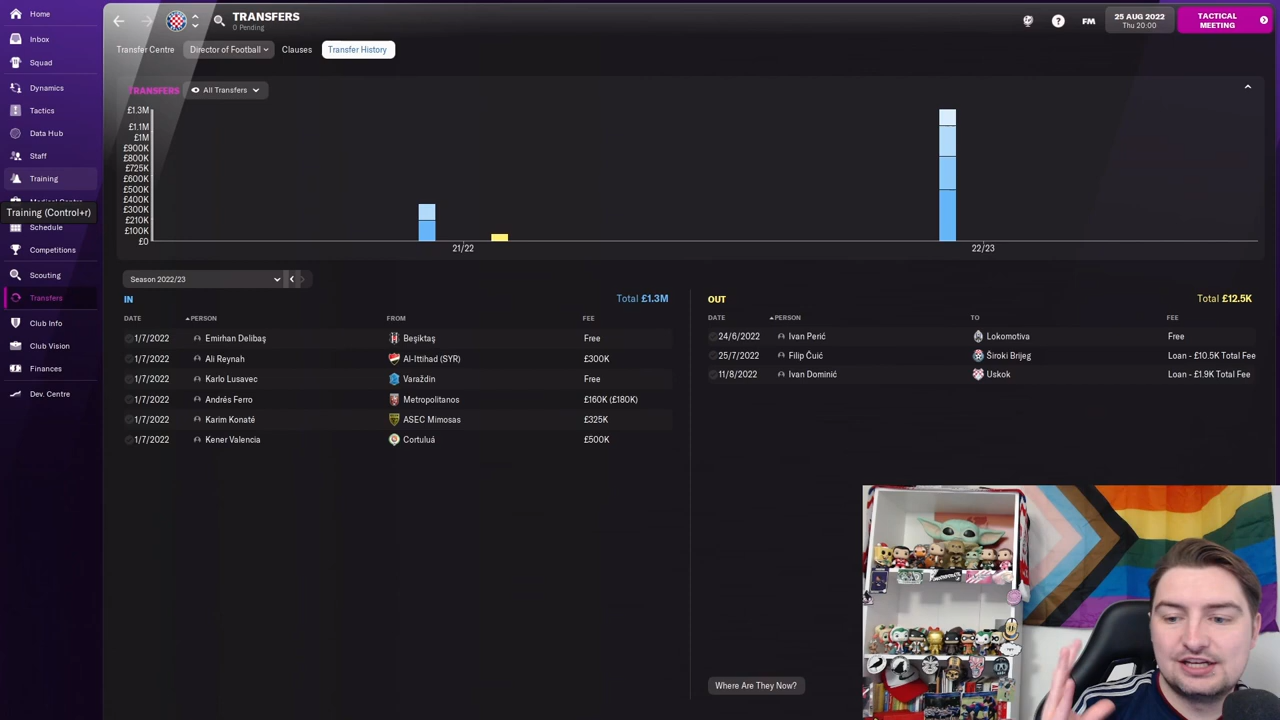 Home
Inbox
Squad
Dynamics
Tactics
Data Hub
Staff
Training
Training (Control+r)
Schedule
Competitions
Scouting
Transfers
Club Info
Club Vision
Finances
Dev. Centre
TRANSFERS
0 Pending
FM
25 AUG 2022
Thu 20:00
TACTICAL
MEETING
Transfer Centre Director of Football Clauses Transfer History
TRANSFERS All Transfers
£1.3M
£1.1M
£1M
£900K
£800K
£725K
£600K
£500K
£400K
£300K
£210K
£100K
£0
21/22 22/23
Season 2022/23
IN Total £1.3M
DATE PERSON FROM FEE
1/7/2022 Emirhan Delibaş Beşiktaş Free
1/7/2022 Ali Reynah Al-Ittihad (SYR) £300K
1/7/2022 Karlo Lusavec Varaždin Free
1/7/2022 Andrés Ferro Metropolitanos £160K (£180K)
1/7/2022 Karim Konaté ASEC Mimosas £325K
1/7/2022 Kener Valencia Cortuluá £500K
OUT Total £12.5K
DATE PERSON TO FEE
24/6/2022 Ivan Perić Lokomotiva Free
25/7/2022 Filip Čuić Široki Brijeg Loan - £10.5K Total Fee
11/8/2022 Ivan Dominić Uskok Loan - £1.9K Total Fee
Where Are They Now?